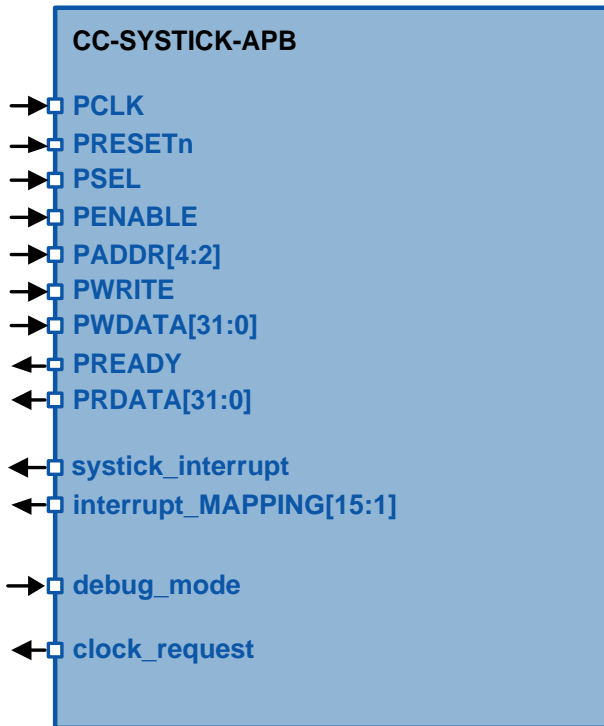 CC-SYSTICK-APB
PCLK
PRESETn
PSEL
PENABLE
PADDR[4:2]
PWRITE
PWDATA[31:0]
PREADY
PRDATA[31:0]
systick_interrupt
interrupt_MAPPING[15:1]
debug_mode
clock_request